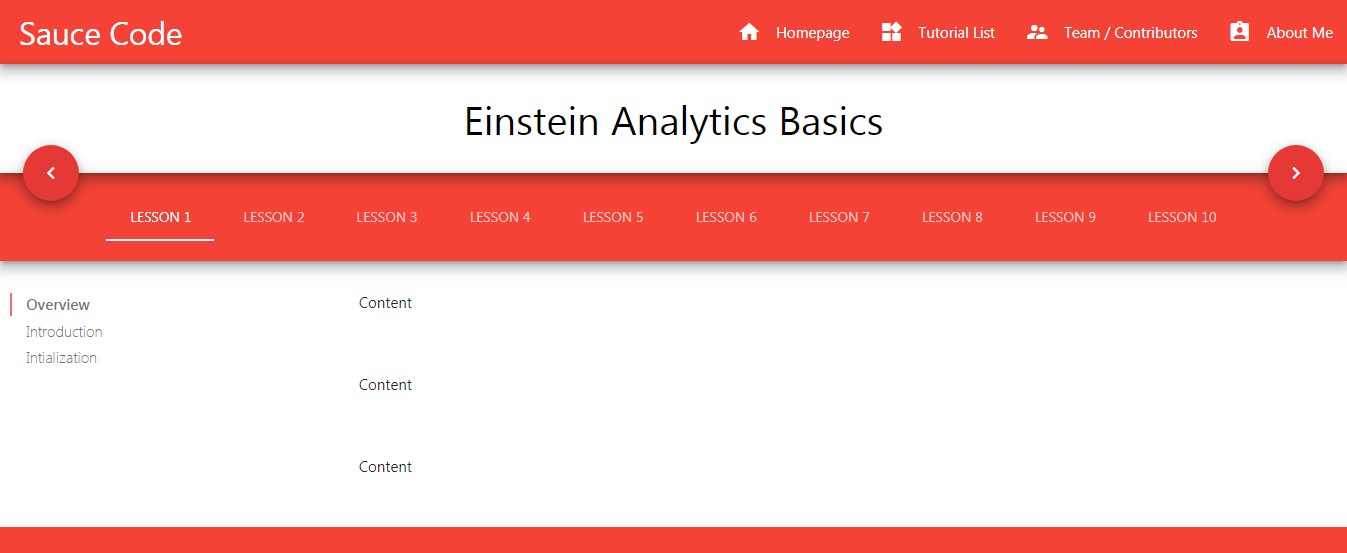 Sauce Code
Homepage
Tutorial List
Team / Contributors
About Me
Einstein Analytics Basics
LESSON 1
LESSON 2
LESSON 3
LESSON 4
LESSON 5
LESSON 6
LESSON 7
LESSON 8
LESSON 9
LESSON 10
Overview
Introduction
Intialization
Content
Content
Content